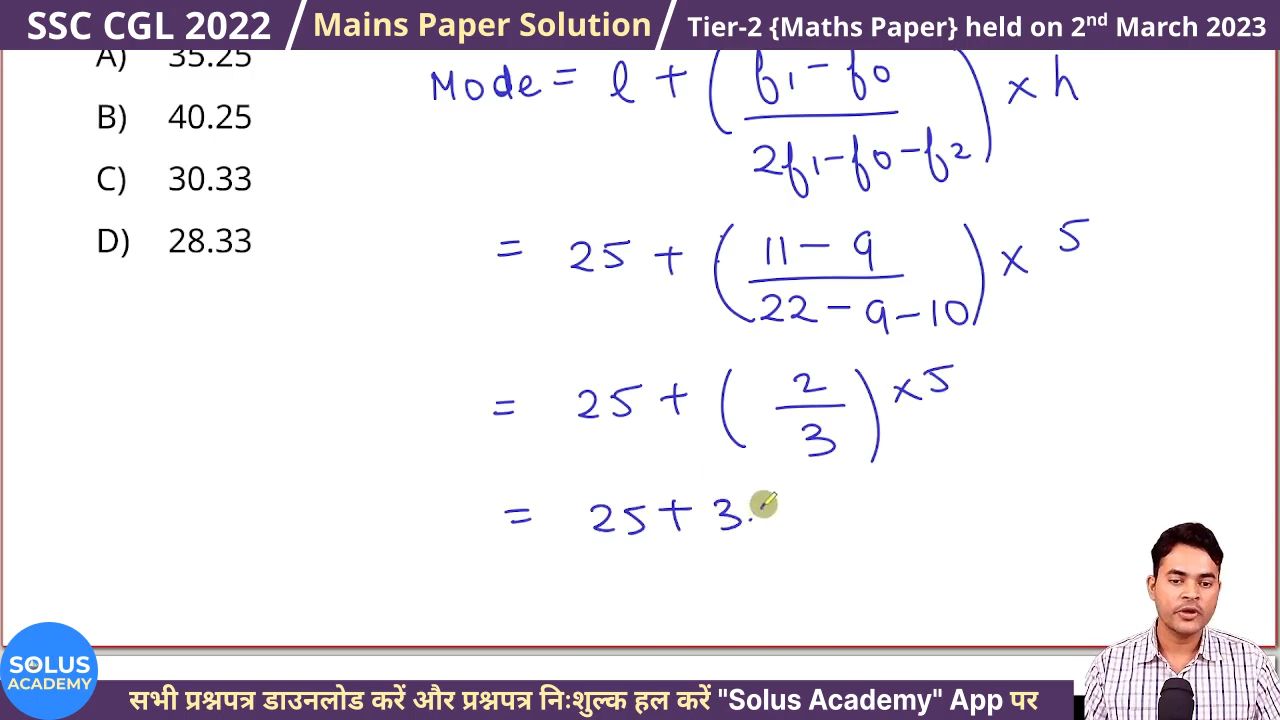 SSC CGL 2022 / Mains Paper Solution / Tier-2 {Maths Paper} held on 2nd March 2023
A) 35.25
B) 40.25
C) 30.33
D) 28.33
Mode = l + (f1 - f0 / 2f1 - f0 - f2) × h
= 25 + (11 - 9 / 22 - 9 - 10) × 5
= 25 + (2 / 3) × 5
= 25 + 3.
SOLUS
ACADEMY
सभी प्रश्नपत्र डाउनलोड करें और प्रश्नपत्र निःशुल्क हल करें "Solus Academy" App पर